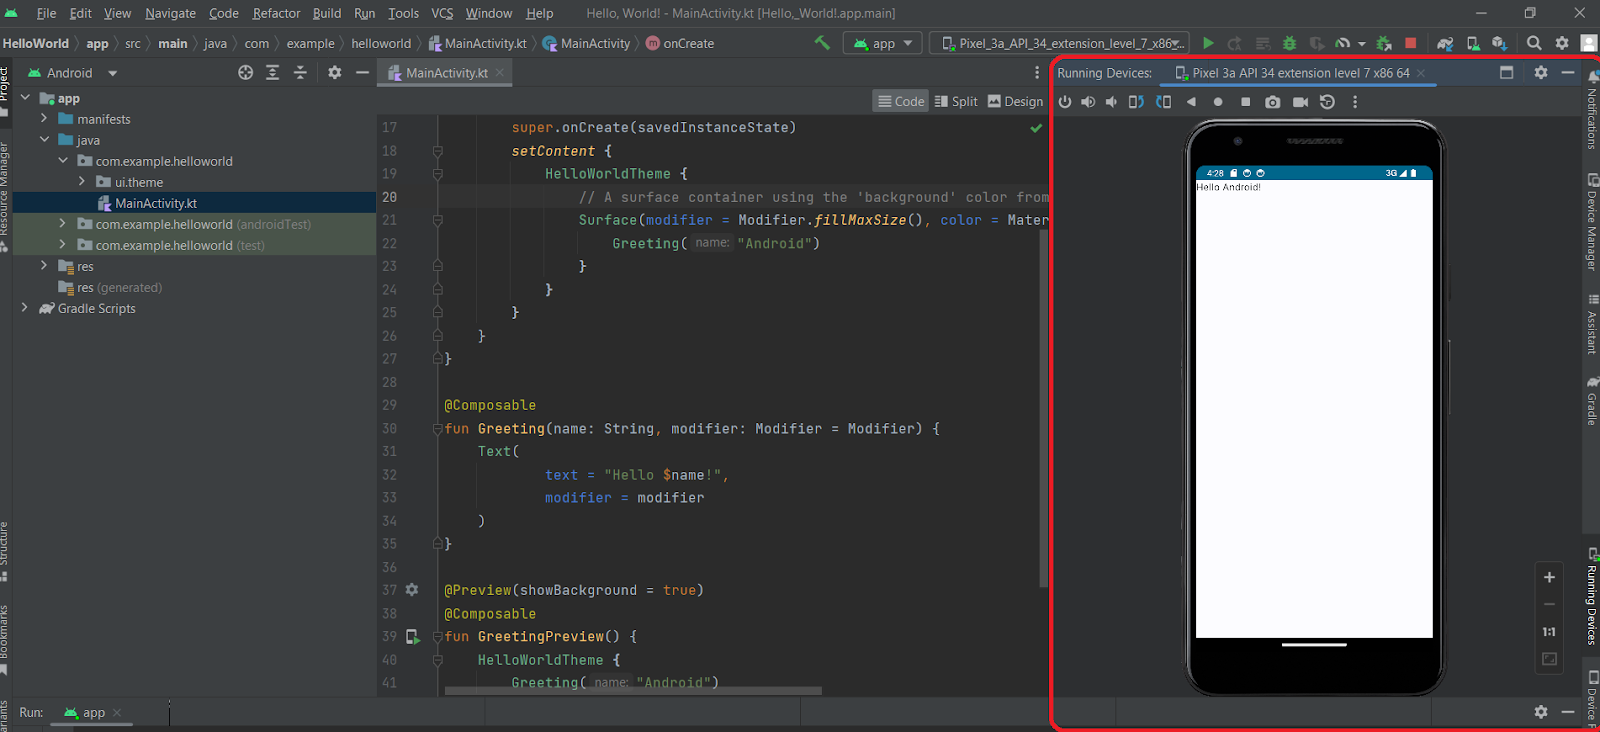 File Edit View Navigate Code Refactor Build Run Tools VCS Window Help Hello, World! - MainActivity.kt [Hello,_World!.app.main]
HelloWorld app src main java com example helloworld MainActivity.kt MainActivity onCreate app Pixel_3a_API_34_extension_level_7_x86...
Android MainActivity.kt Running Devices: Pixel 3a API 34 extension level 7 x86 64
Code Split Design
Project
Resource Manager
Structure
Bookmarks
app
manifests
java
com.example.helloworld
ui.theme
MainActivity.kt
com.example.helloworld (androidTest)
com.example.helloworld (test)
res
res (generated)
Gradle Scripts
17 super.onCreate(savedInstanceState)
18 setContent {
19 HelloWorldTheme {
20 // A surface container using the 'background' color from
21 Surface(modifier = Modifier.fillMaxSize(), color = Mater
22 Greeting( name: "Android")
23 }
24 }
25 }
26 }
27 }
28
29 @Composable
30 fun Greeting(name: String, modifier: Modifier = Modifier) {
31 Text(
32 text = "Hello $name!",
33 modifier = modifier
34 )
35 }
36
37 @Preview(showBackground = true)
38 @Composable
39 fun GreetingPreview() {
40 HelloWorldTheme {
41 Greeting( name: "Android")
4:28 3G
Hello Android!
1:1
Notifications
Device Manager
Assistant
Gradle
Running Devices
Run: app